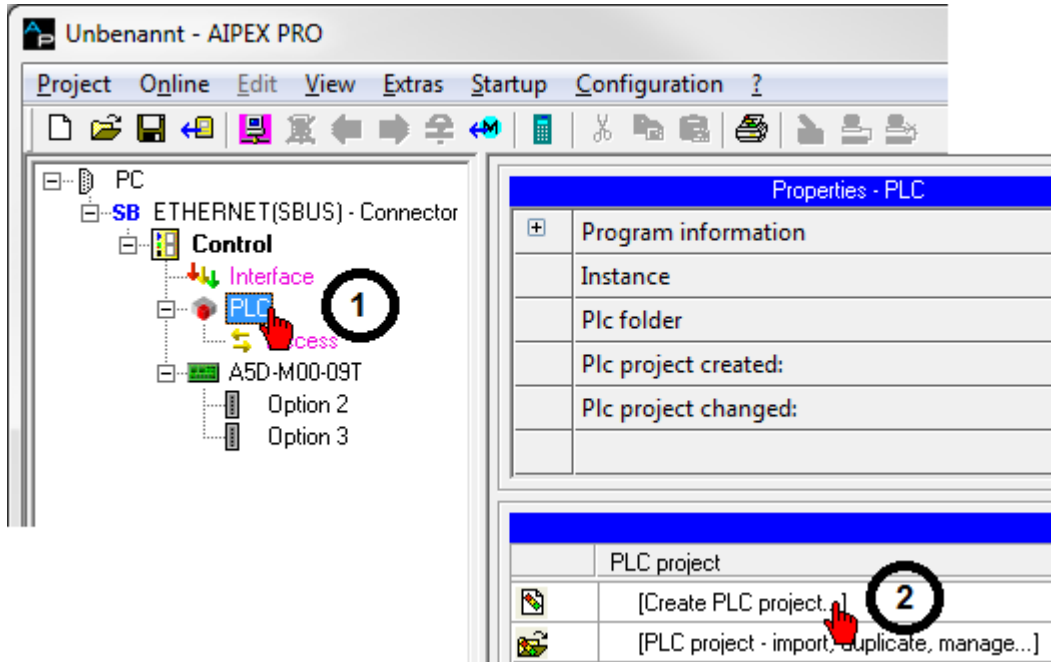 Unbenannt - AIPEX PRO
Project Online Edit View Extras Startup Configuration ?
PC
SB ETHERNET(SBUS) - Connector
Control
Interface
PLC
1
cess
A5D-M00-09T
Option 2
Option 3
Properties - PLC
Program information
Instance
Plc folder
Plc project created:
Plc project changed:
PLC project
[Create PLC project...]
2
[PLC project - import, duplicate, manage...]